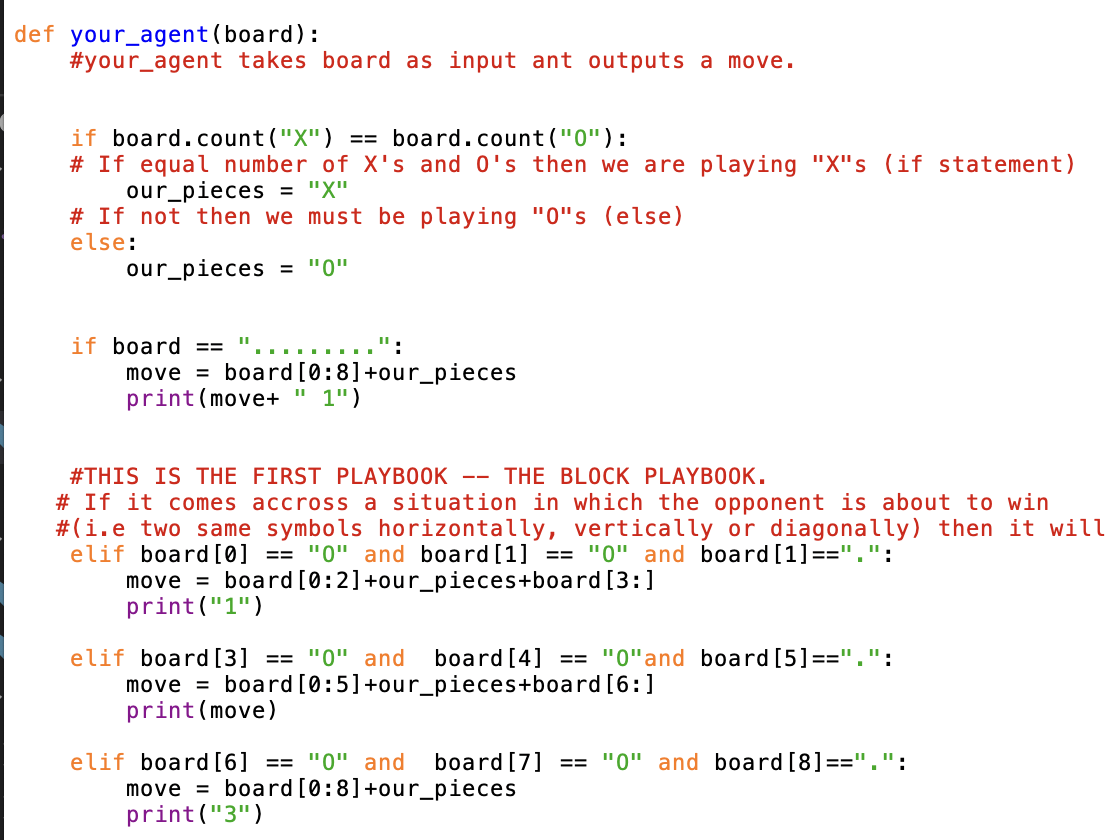 def your_agent(board):
    #your_agent takes board as input ant outputs a move.
    if board.count("X") == board.count("O"):
    # If equal number of X's and O's then we are playing "X"s (if statement)
        our_pieces = "X"
    # If not then we must be playing "O"s (else)
    else:
        our_pieces = "O"
    if board == ".........":
        move = board[0:8]+our_pieces
        print(move+ " 1")
    #THIS IS THE FIRST PLAYBOOK -- THE BLOCK PLAYBOOK.
   # If it comes accross a situation in which the opponent is about to win
   #(i.e two same symbols horizontally, vertically or diagonally) then it will
    elif board[0] == "O" and board[1] == "O" and board[1]==".":
        move = board[0:2]+our_pieces+board[3:]
        print("1")
    elif board[3] == "O" and  board[4] == "O"and board[5]==".":
        move = board[0:5]+our_pieces+board[6:]
        print(move)
    elif board[6] == "O" and  board[7] == "O" and board[8]==".":
        move = board[0:8]+our_pieces
        print("3")